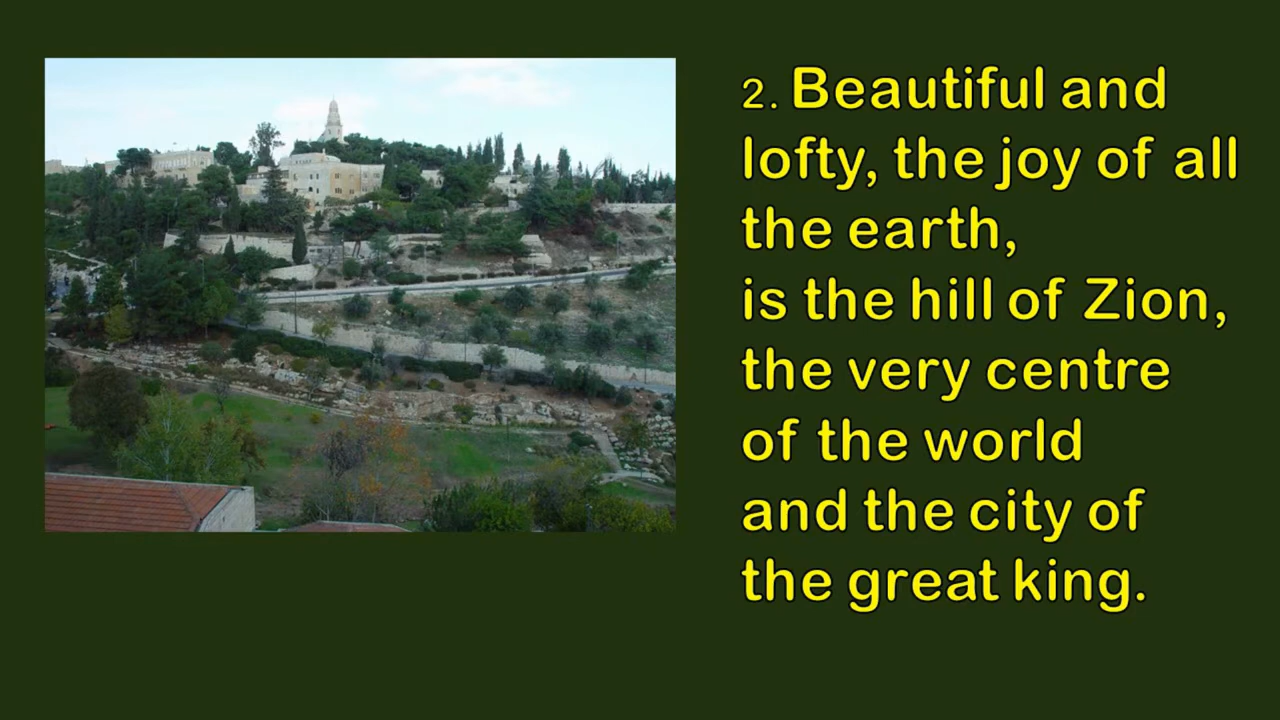 2. Beautiful and
lofty, the joy of all
the earth,
is the hill of Zion,
the very centre
of the world
and the city of
the great king.